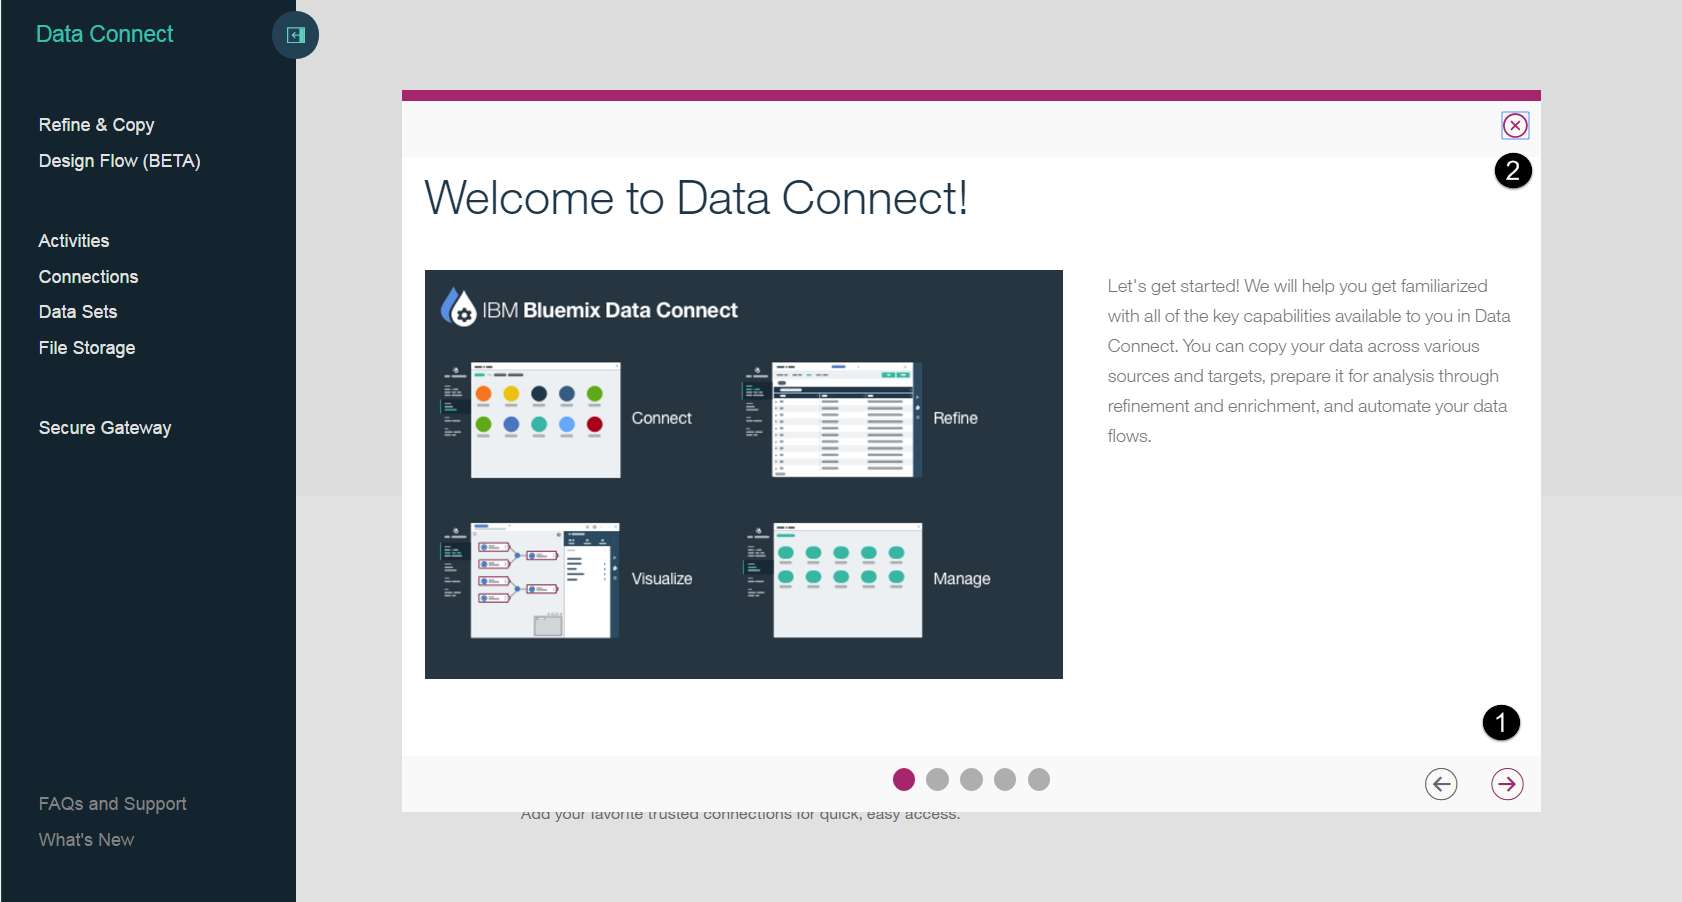 Data Connect
Refine & Copy
Design Flow (BETA)
Activities
Connections
Data Sets
File Storage
Secure Gateway
FAQs and Support
What's New
2
Welcome to Data Connect!
IBM Bluemix Data Connect
Connect
Refine
Visualize
Manage
Let's get started! We will help you get familiarized
with all of the key capabilities available to you in Data
Connect. You can copy your data across various
sources and targets, prepare it for analysis through
refinement and enrichment, and automate your data
flows.
1
Add your favorite trusted connections for quick, easy access.